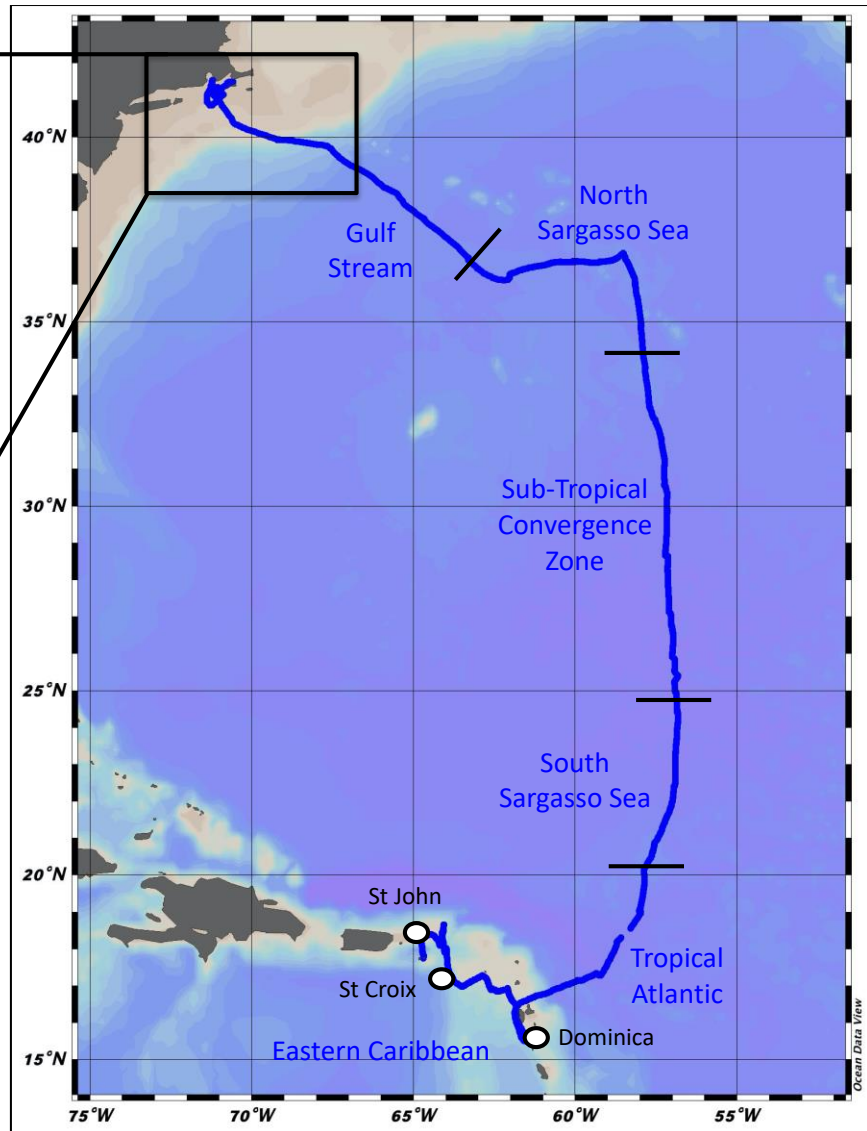 40°N
North
Sargasso Sea
Gulf
Stream
35°N
30°N
Sub-Tropical
Convergence
Zone
25°N
South
Sargasso Sea
20°N
St John
St Croix
Tropical
Atlantic
Dominica
Eastern Caribbean
15°N
75°W
70°W
65°W
60°W
55°W
Ocean Data View